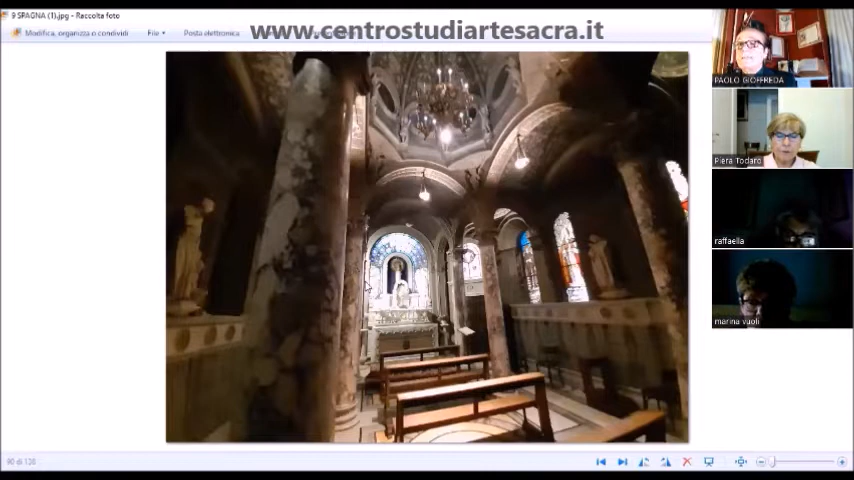 9 SPAGNA (1).jpg - Raccolta foto
Modifica, organizza o condividi File Posta elettronica
www.centrostudiartesacra.it
PAOLO GIOFFREDA
Piera Todaro
raffaella
marina vuoli
90 di 128